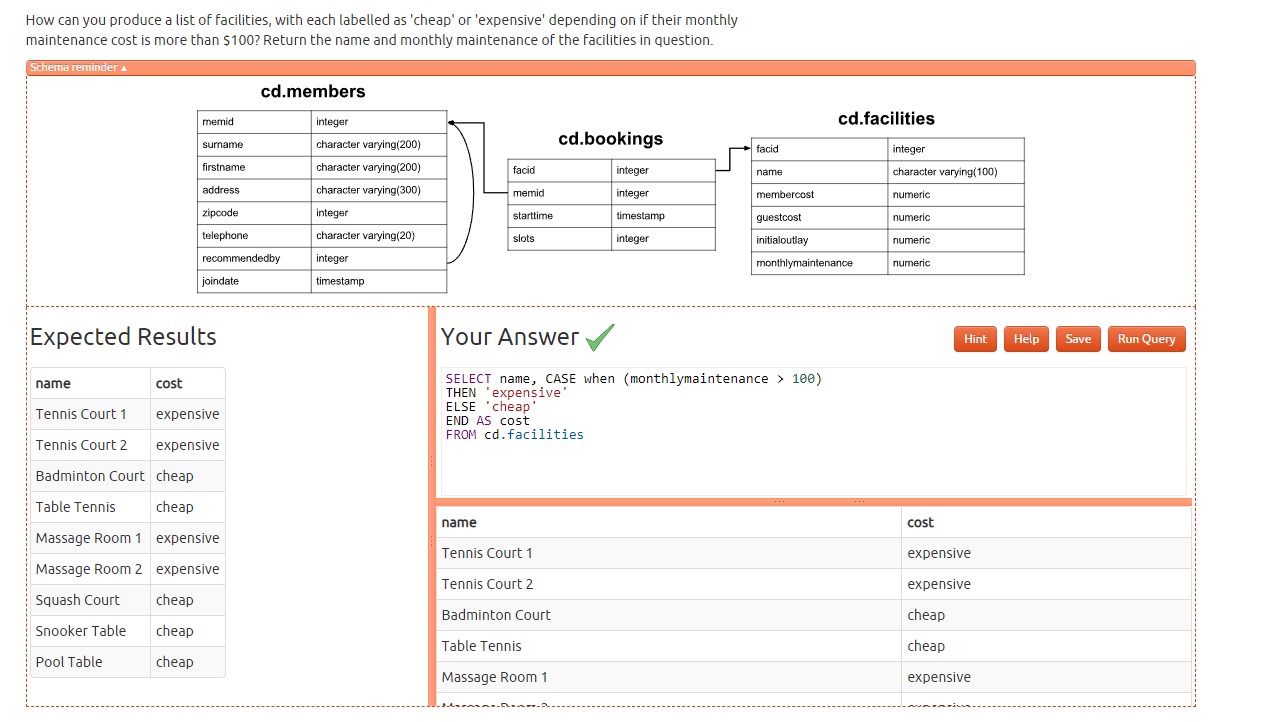 How can you produce a list of facilities, with each labelled as 'cheap' or 'expensive' depending on if their monthly
maintenance cost is more than $100? Return the name and monthly maintenance of the facilities in question.
Schema reminder ▲
cd.members
memid integer
surname character varying(200)
firstname character varying(200)
address character varying(300)
zipcode integer
telephone character varying(20)
recommendedby integer
joindate timestamp
cd.bookings
facid integer
memid integer
starttime timestamp
slots integer
cd.facilities
facid integer
name character varying(100)
membercost numeric
guestcost numeric
initialoutlay numeric
monthlymaintenance numeric
Expected Results
name cost
Tennis Court 1 expensive
Tennis Court 2 expensive
Badminton Court cheap
Table Tennis cheap
Massage Room 1 expensive
Massage Room 2 expensive
Squash Court cheap
Snooker Table cheap
Pool Table cheap
Your Answer
Hint Help Save Run Query
SELECT name, CASE when (monthlymaintenance > 100)
THEN 'expensive'
ELSE 'cheap'
END AS cost
FROM cd.facilities
name cost
Tennis Court 1 expensive
Tennis Court 2 expensive
Badminton Court cheap
Table Tennis cheap
Massage Room 1 expensive